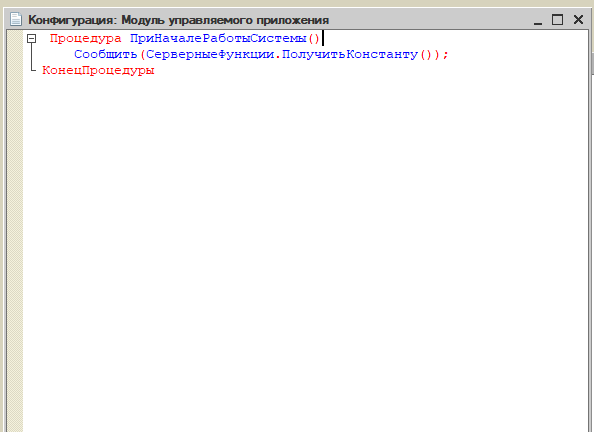 Конфигурация: Модуль управляемого приложения
Процедура ПриНачалеРаботыСистемы()
Сообщить(СерверныеФункции.ПолучитьКонстанту());
КонецПроцедуры